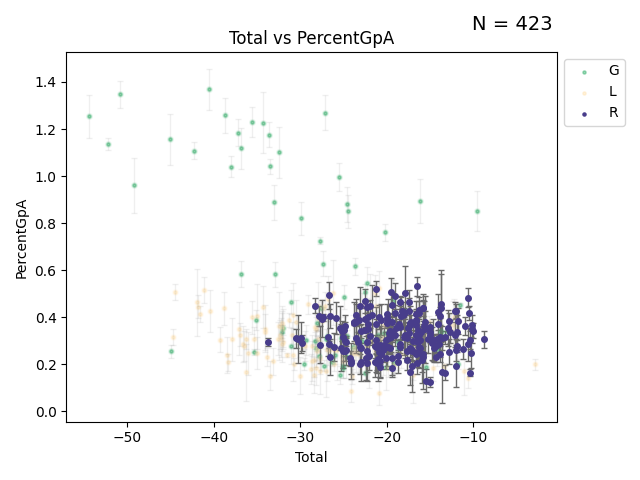 N = 423
Total vs PercentGpA
G
L
R
PercentGpA
1.4
1.2
1.0
0.8
0.6
0.4
0.2
0.0
−50
−40
−30
−20
−10
Total